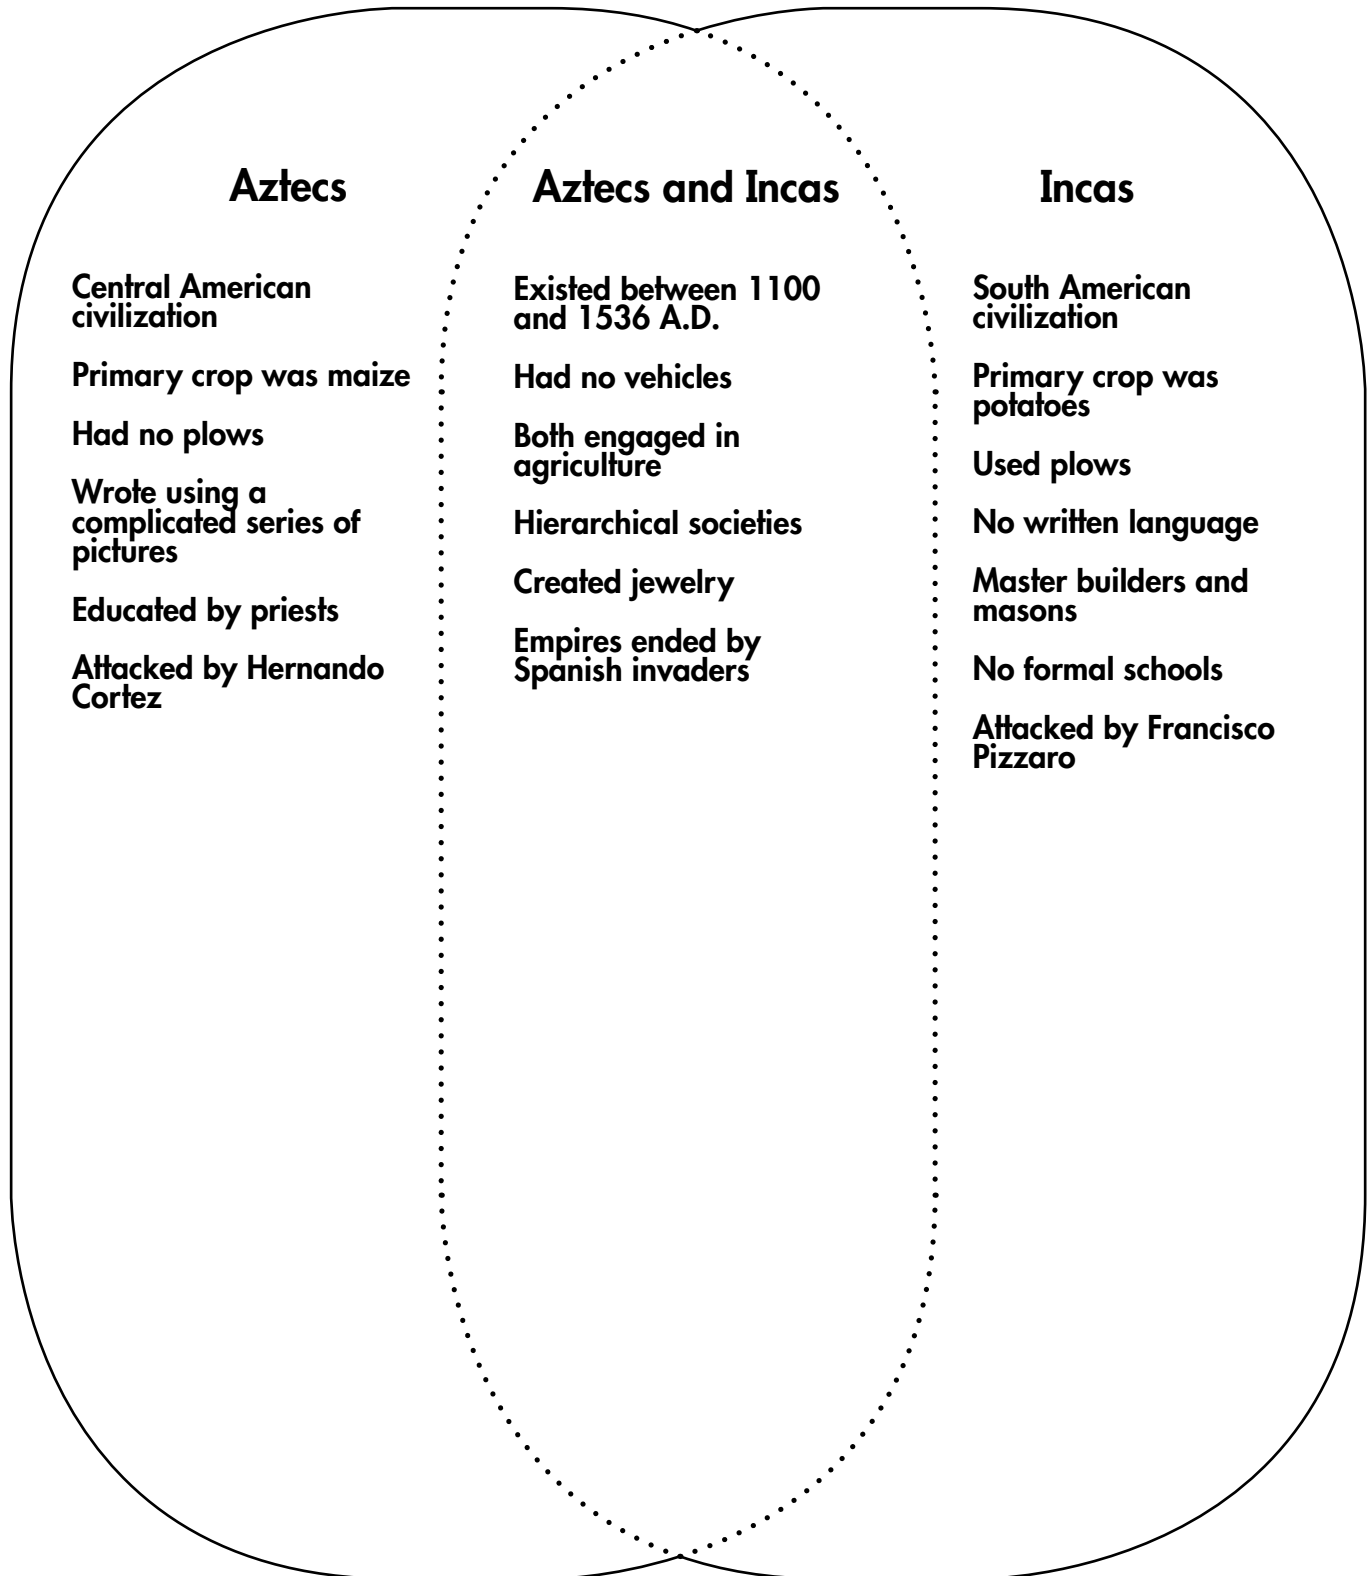 Aztecs
Central American
civilization
Primary crop was maize
Had no plows
Wrote using a
complicated series of
pictures
Educated by priests
Attacked by Hernando
Cortez
Aztecs and Incas
Existed between 1100
and 1536 A.D.
Had no vehicles
Both engaged in
agriculture
Hierarchical societies
Created jewelry
Empires ended by
Spanish invaders
Incas
South American
civilization
Primary crop was
potatoes
Used plows
No written language
Master builders and
masons
No formal schools
Attacked by Francisco
Pizzaro